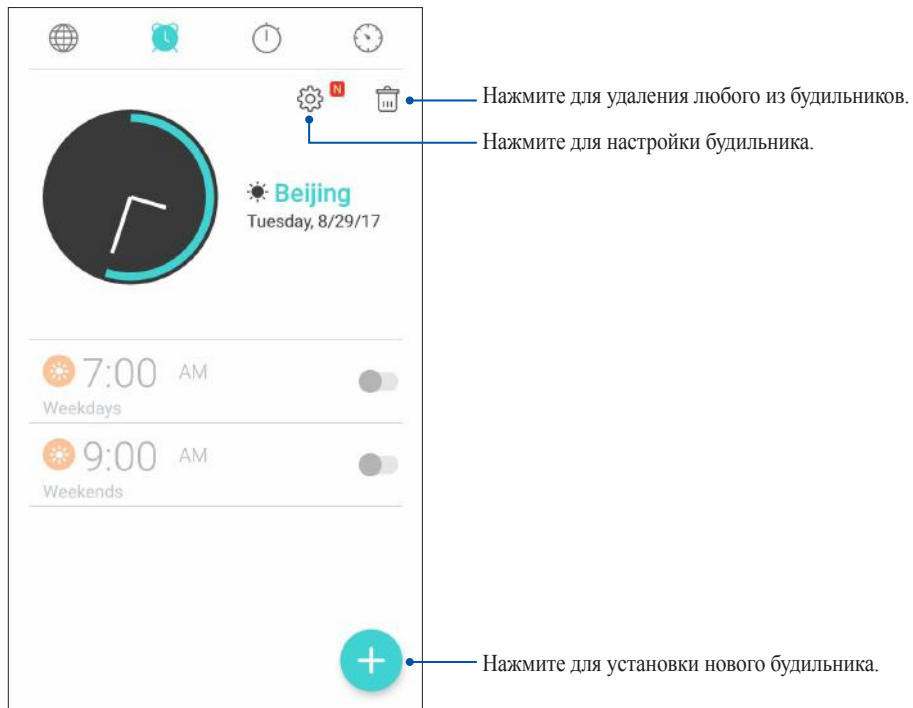 N
Нажмите для удаления любого из будильников.
Нажмите для настройки будильника.
Beijing
Tuesday, 8/29/17
7:00 AM
Weekdays
9:00 AM
Weekends
Нажмите для установки нового будильника.